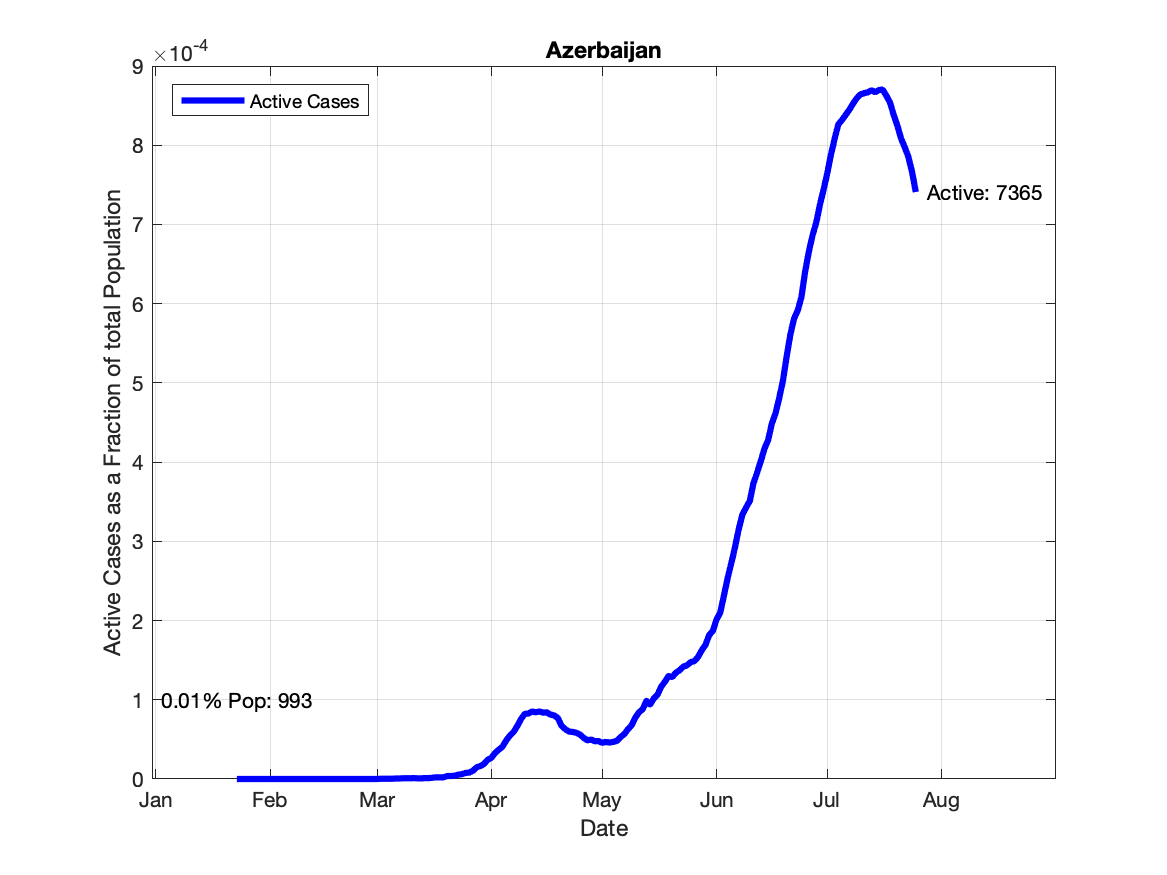 Azerbaijan
×10-4
Active Cases
Active Cases as a Fraction of total Population
9
8
7
6
5
4
3
2
1
0
Active: 7365
0.01% Pop: 993
Jan Feb Mar Apr May Jun Jul Aug
Date